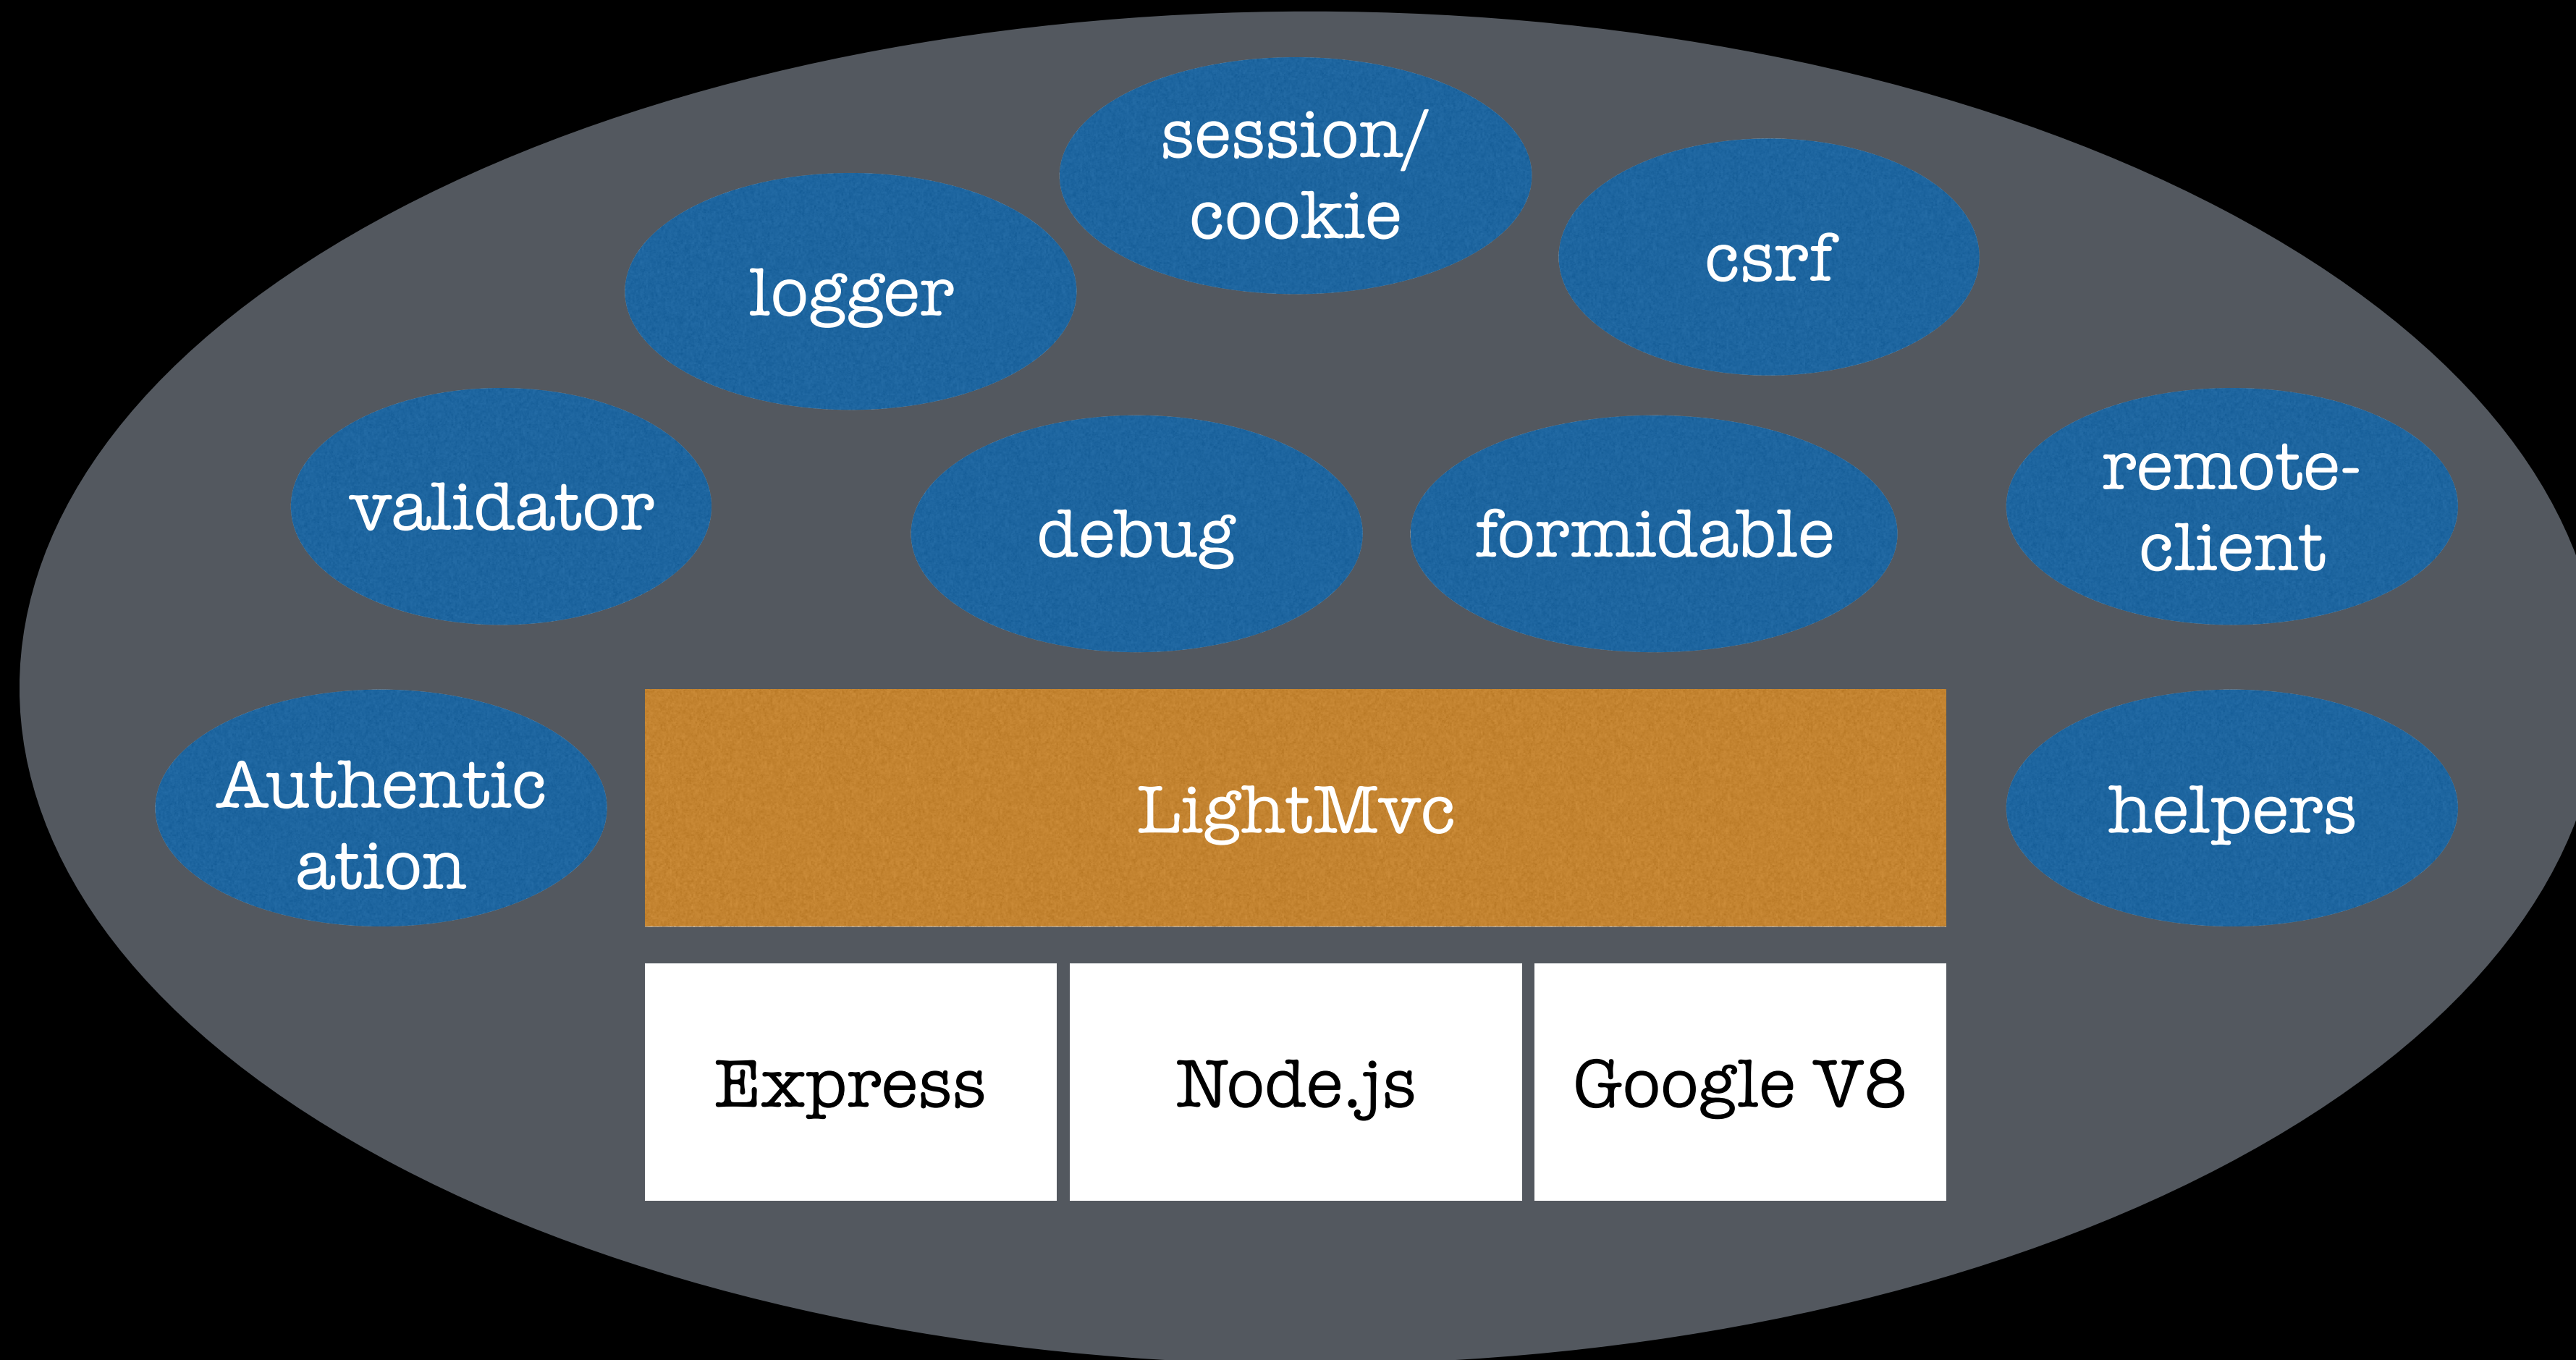 session/
cookie
logger
csrf
validator
debug
formidable
remote-
client
Authentic
ation
LightMvc
helpers
Express
Node.js
Google V8